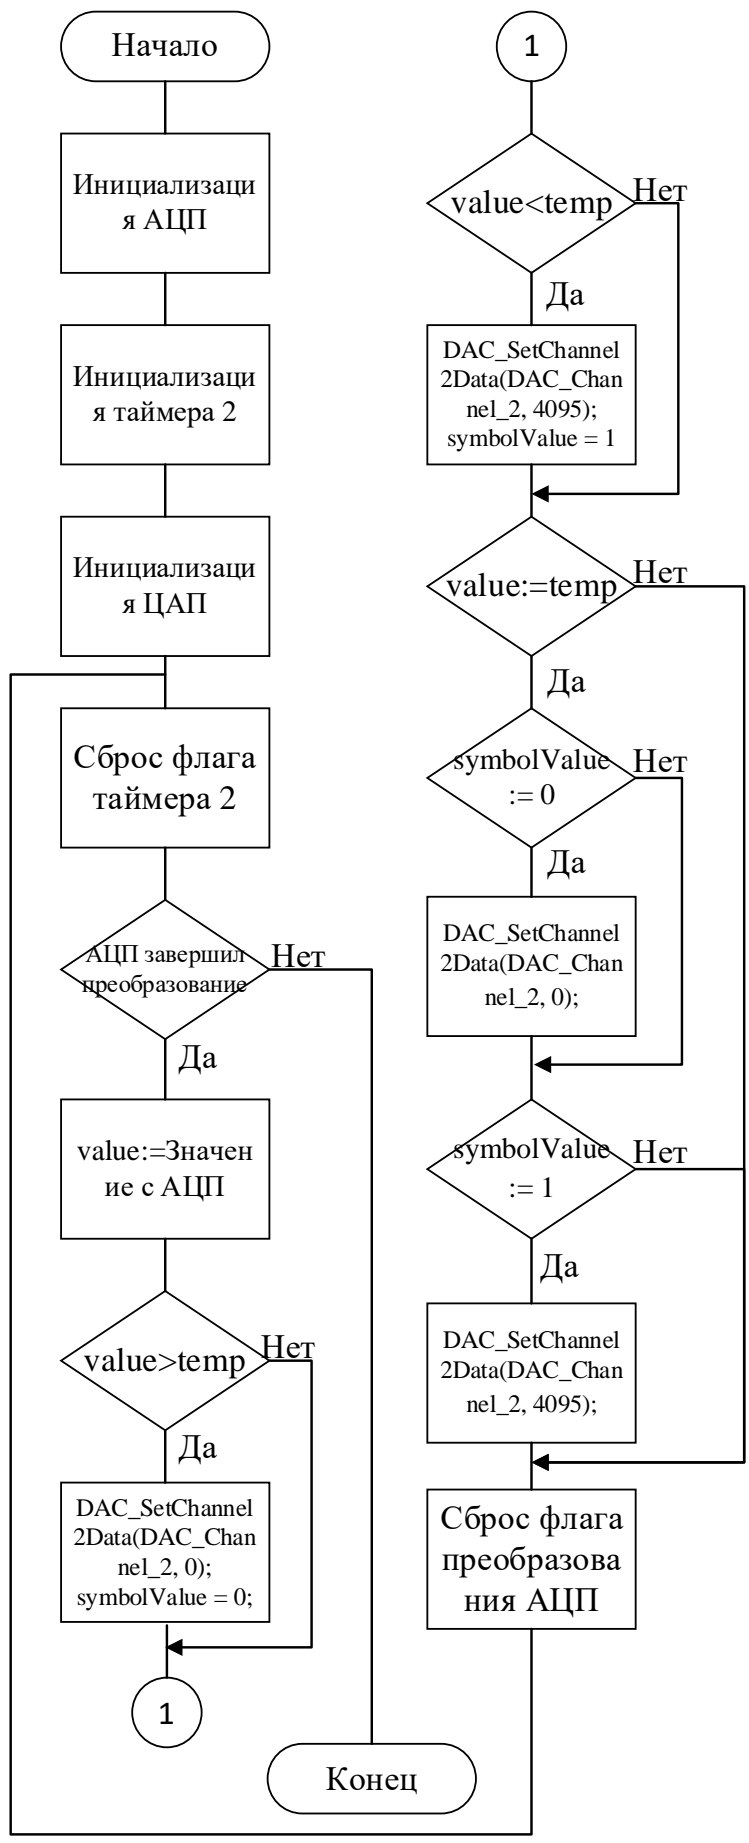 Начало
Инициализаци
я АЦП
Инициализаци
я таймера 2
Инициализаци
я ЦАП
Сброс флага
таймера 2
АЦП завершил
преобразование
Нет
Да
value:=Значен
ие с АЦП
value>temp
Нет
Да
DAC_SetChannel
2Data(DAC_Chan
nel_2, 0);
symbolValue = 0;
1
Конец
1
value<temp
Нет
Да
DAC_SetChannel
2Data(DAC_Chan
nel_2, 4095);
symbolValue = 1
value:=temp
Нет
Да
symbolValue
:= 0
Нет
Да
DAC_SetChannel
2Data(DAC_Chan
nel_2, 0);
symbolValue
:= 1
Нет
Да
DAC_SetChannel
2Data(DAC_Chan
nel_2, 4095);
Сброс флага
преобразова
ния АЦП